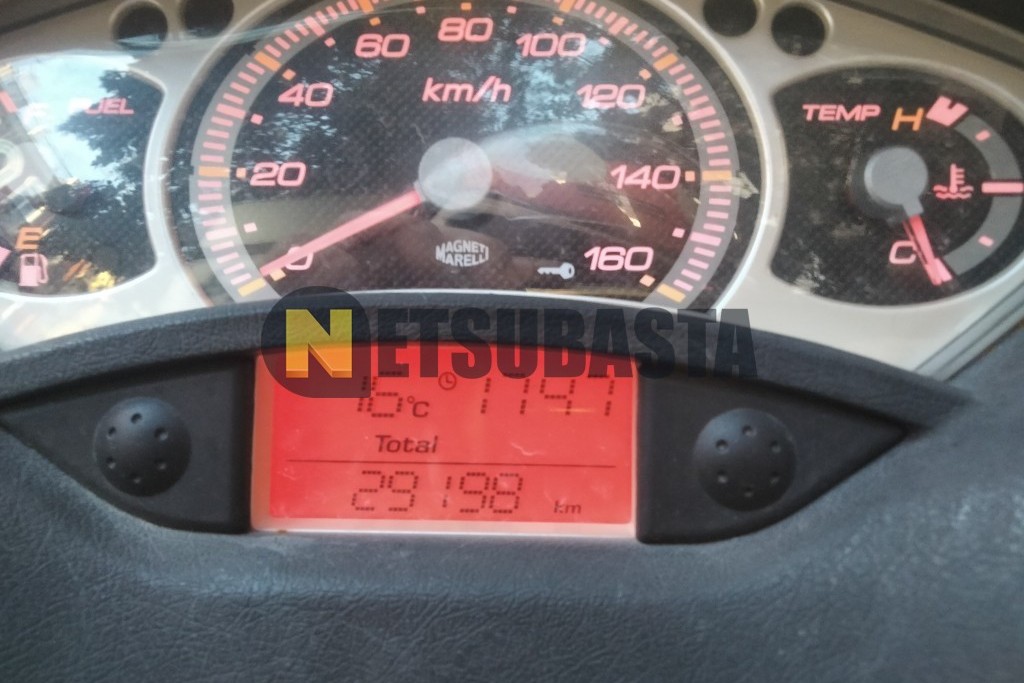 80
60 100
40 km/h 120
20 140
0 160
MAGNETI
MARELLI
FUEL
F
E
TEMP H
C
NETSUBASTA
16°C 17:47
Total
29198 km